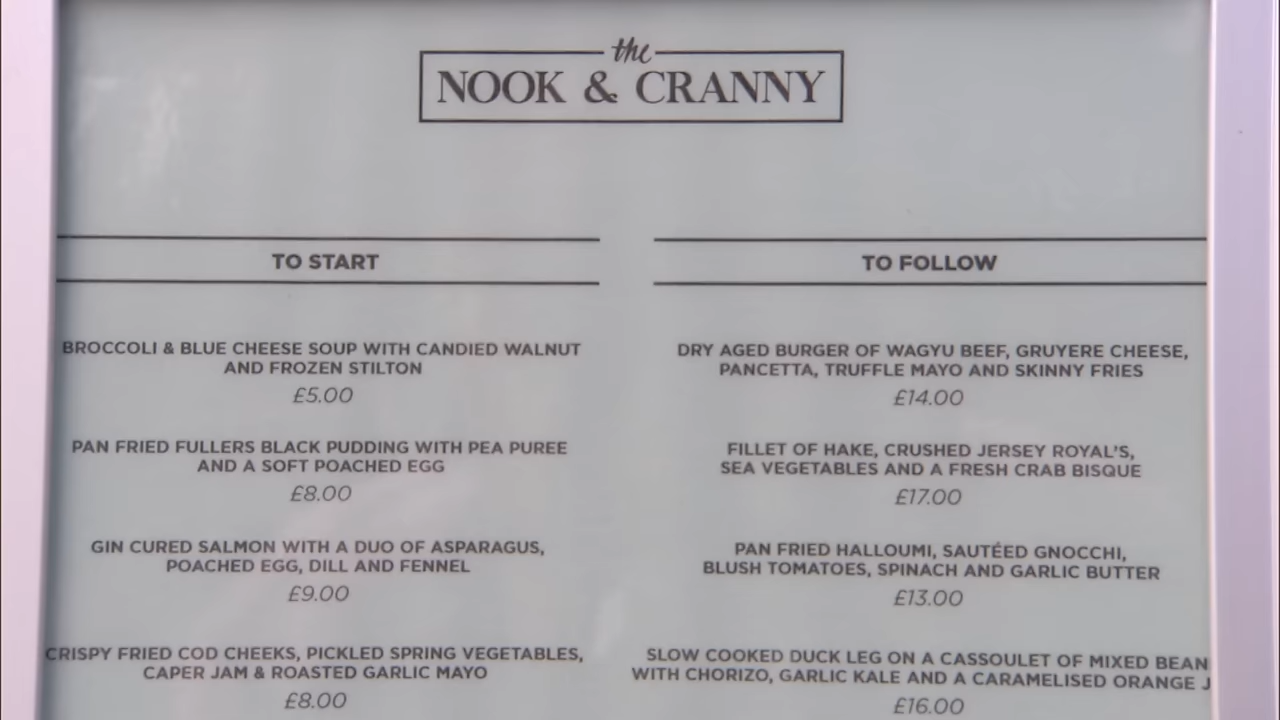 the
NOOK & CRANNY
TO START
BROCCOLI & BLUE CHEESE SOUP WITH CANDIED WALNUT
AND FROZEN STILTON
£5.00
PAN FRIED FULLERS BLACK PUDDING WITH PEA PUREE
AND A SOFT POACHED EGG
£8.00
GIN CURED SALMON WITH A DUO OF ASPARAGUS,
POACHED EGG, DILL AND FENNEL
£9.00
CRISPY FRIED COD CHEEKS, PICKLED SPRING VEGETABLES,
CAPER JAM & ROASTED GARLIC MAYO
£8.00
TO FOLLOW
DRY AGED BURGER OF WAGYU BEEF, GRUYERE CHEESE,
PANCETTA, TRUFFLE MAYO AND SKINNY FRIES
£14.00
FILLET OF HAKE, CRUSHED JERSEY ROYAL'S,
SEA VEGETABLES AND A FRESH CRAB BISQUE
£17.00
PAN FRIED HALLOUMI, SAUTÉED GNOCCHI,
BLUSH TOMATOES, SPINACH AND GARLIC BUTTER
£13.00
SLOW COOKED DUCK LEG ON A CASSOULET OF MIXED BEAN
WITH CHORIZO, GARLIC KALE AND A CARAMELISED ORANGE
£16.00